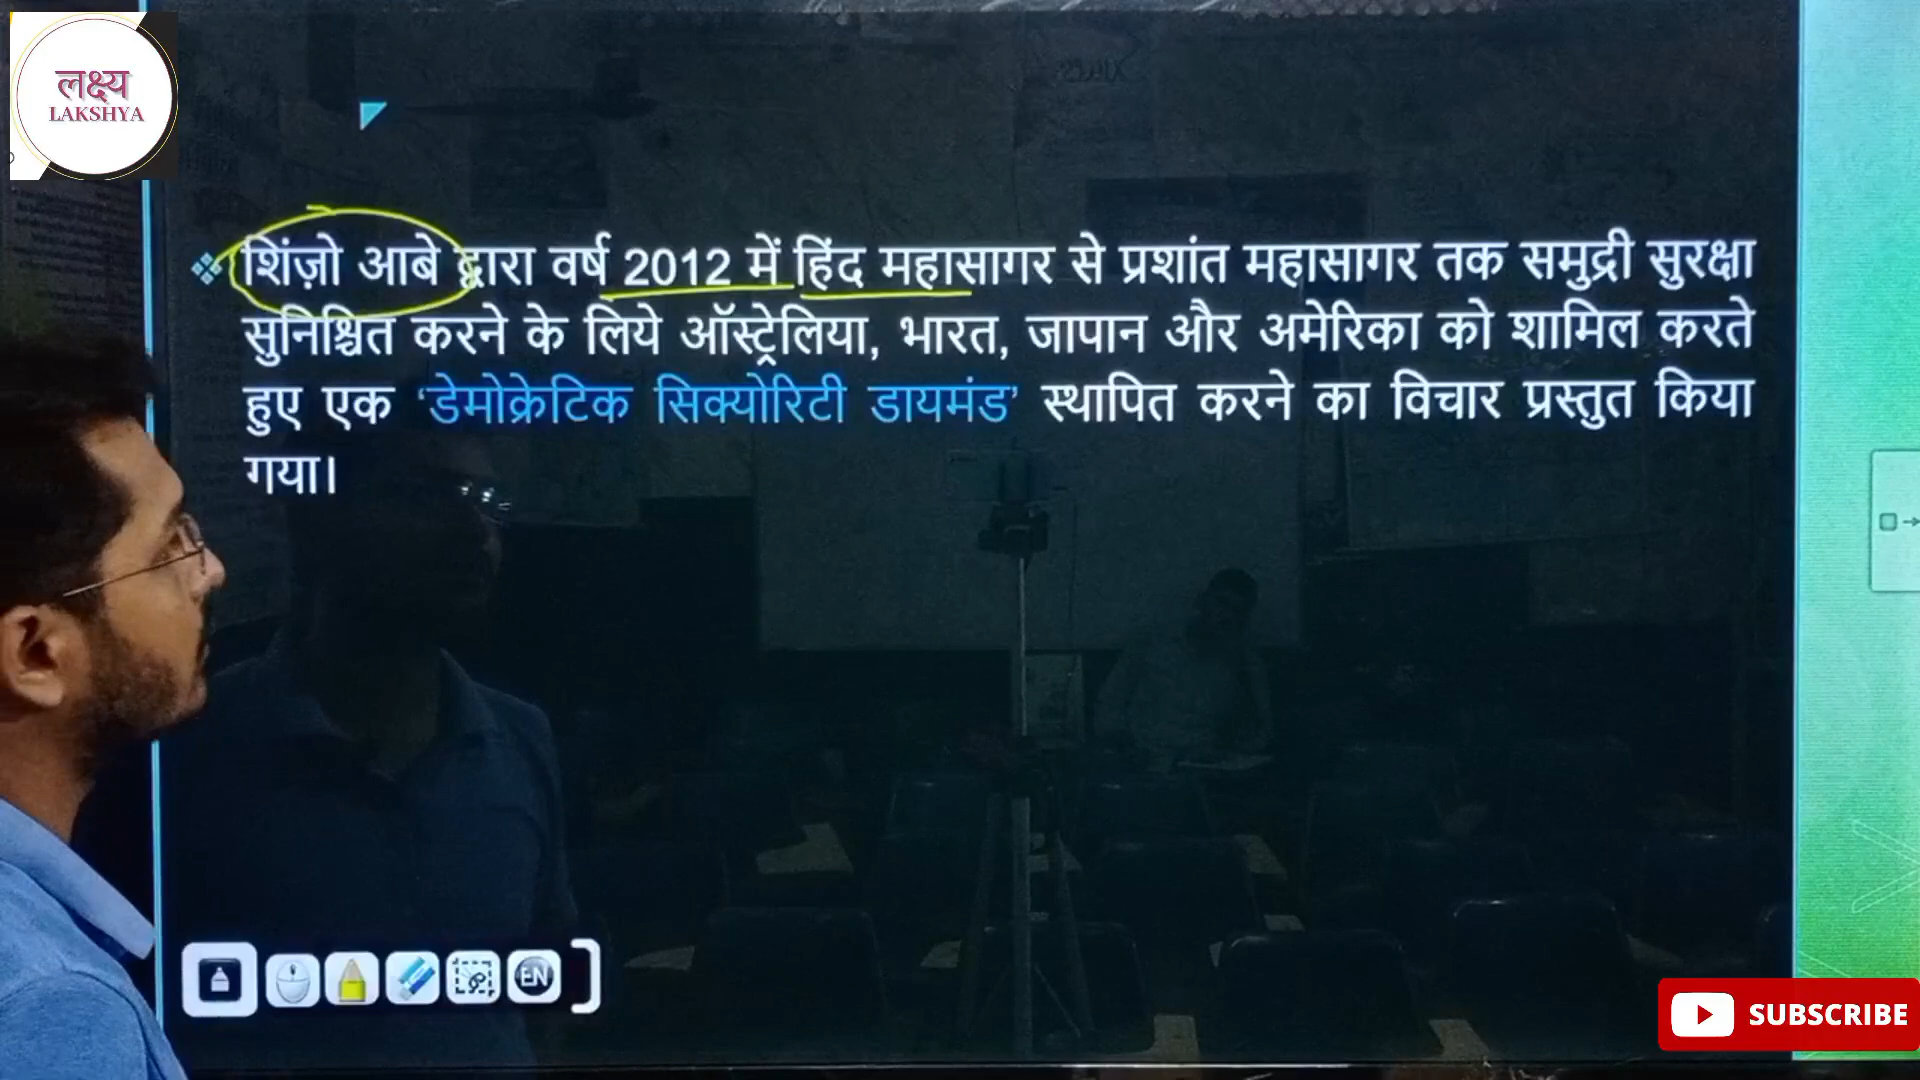 लक्ष्य
LAKSHYA
शिंज़ो आबे द्वारा वर्ष 2012 में हिंद महासागर से प्रशांत महासागर तक समुद्री सुरक्षा
सुनिश्चित करने के लिये ऑस्ट्रेलिया, भारत, जापान और अमेरिका को शामिल करते
हुए एक ‘डेमोक्रेटिक सिक्योरिटी डायमंड’ स्थापित करने का विचार प्रस्तुत किया
गया।
EN
SUBSCRIBE